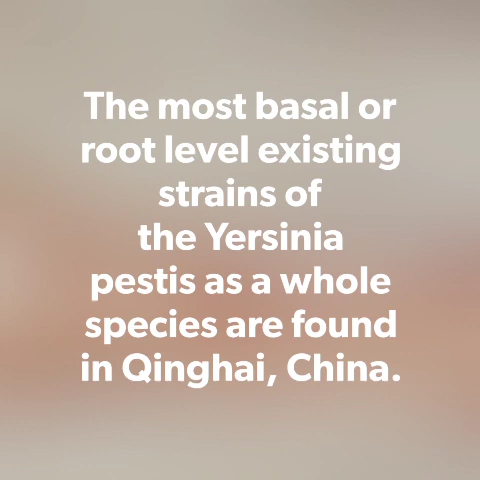 The most basal or
root level existing
strains of
the Yersinia
pestis as a whole
species are found
in Qinghai, China.